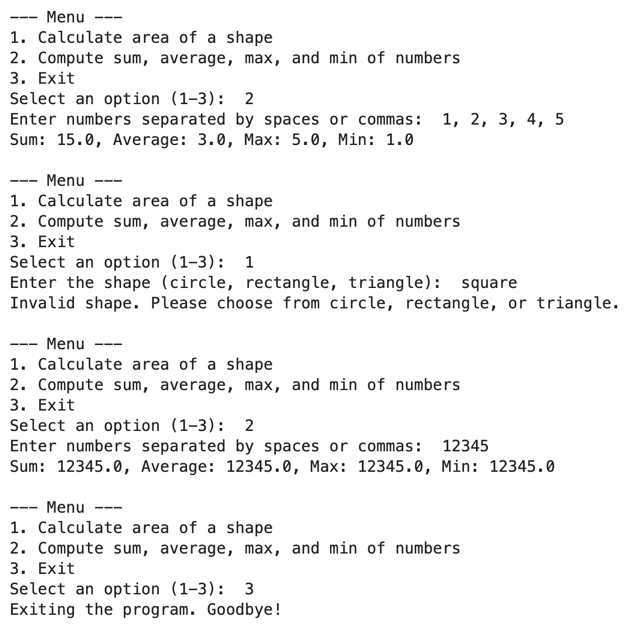 --- Menu ---
1. Calculate area of a shape
2. Compute sum, average, max, and min of numbers
3. Exit
Select an option (1-3):  2
Enter numbers separated by spaces or commas:  1, 2, 3, 4, 5
Sum: 15.0, Average: 3.0, Max: 5.0, Min: 1.0

--- Menu ---
1. Calculate area of a shape
2. Compute sum, average, max, and min of numbers
3. Exit
Select an option (1-3):  1
Enter the shape (circle, rectangle, triangle):  square
Invalid shape. Please choose from circle, rectangle, or triangle.

--- Menu ---
1. Calculate area of a shape
2. Compute sum, average, max, and min of numbers
3. Exit
Select an option (1-3):  2
Enter numbers separated by spaces or commas:  12345
Sum: 12345.0, Average: 12345.0, Max: 12345.0, Min: 12345.0

--- Menu ---
1. Calculate area of a shape
2. Compute sum, average, max, and min of numbers
3. Exit
Select an option (1-3):  3
Exiting the program. Goodbye!